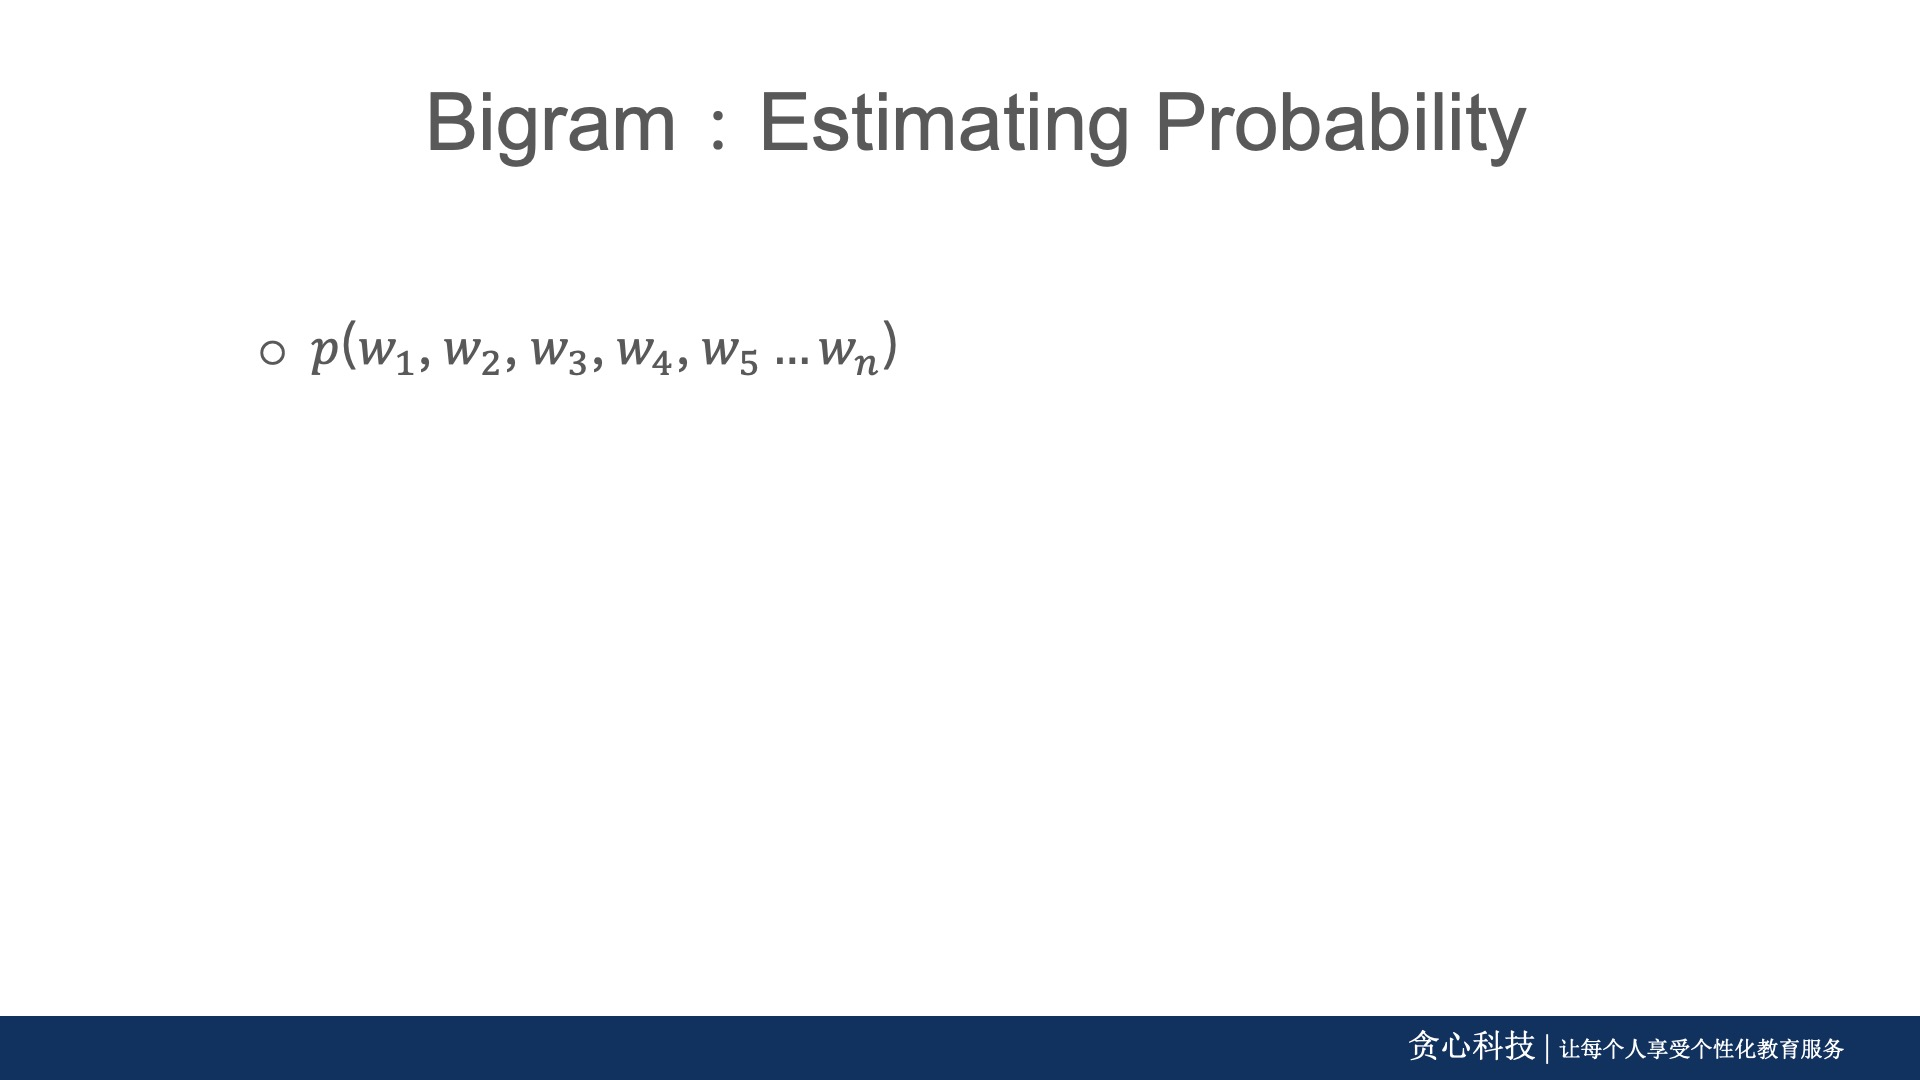 Bigram：Estimating Probability
○ p(w₁, w₂, w₃, w₄, w₅ … wₙ)
贪心科技 | 让每个人享受个性化教育服务